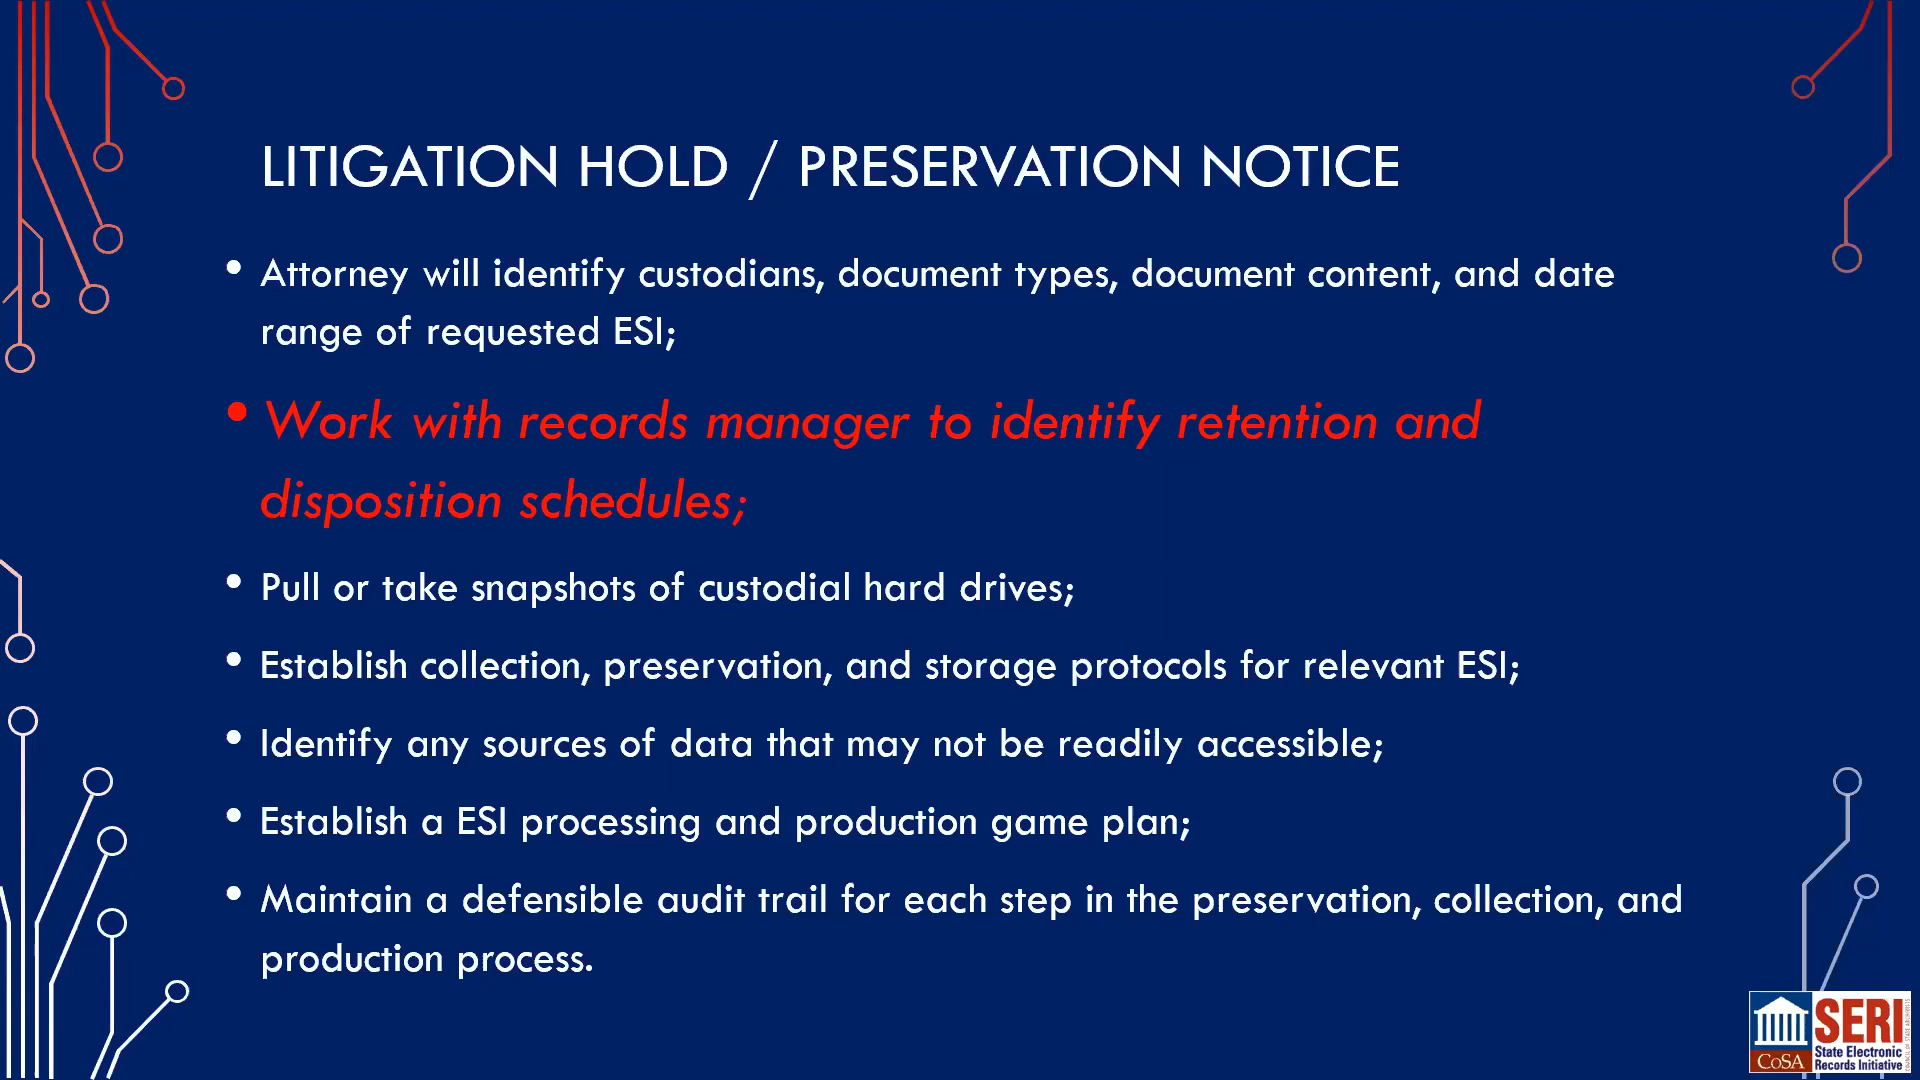 LITIGATION HOLD / PRESERVATION NOTICE
• Attorney will identify custodians, document types, document content, and date
range of requested ESI;
• Work with records manager to identify retention and
disposition schedules;
• Pull or take snapshots of custodial hard drives;
• Establish collection, preservation, and storage protocols for relevant ESI;
• Identify any sources of data that may not be readily accessible;
• Establish a ESI processing and production game plan;
• Maintain a defensible audit trail for each step in the preservation, collection, and
production process.
CoSA
SERI
State Electronic
Records Initiative